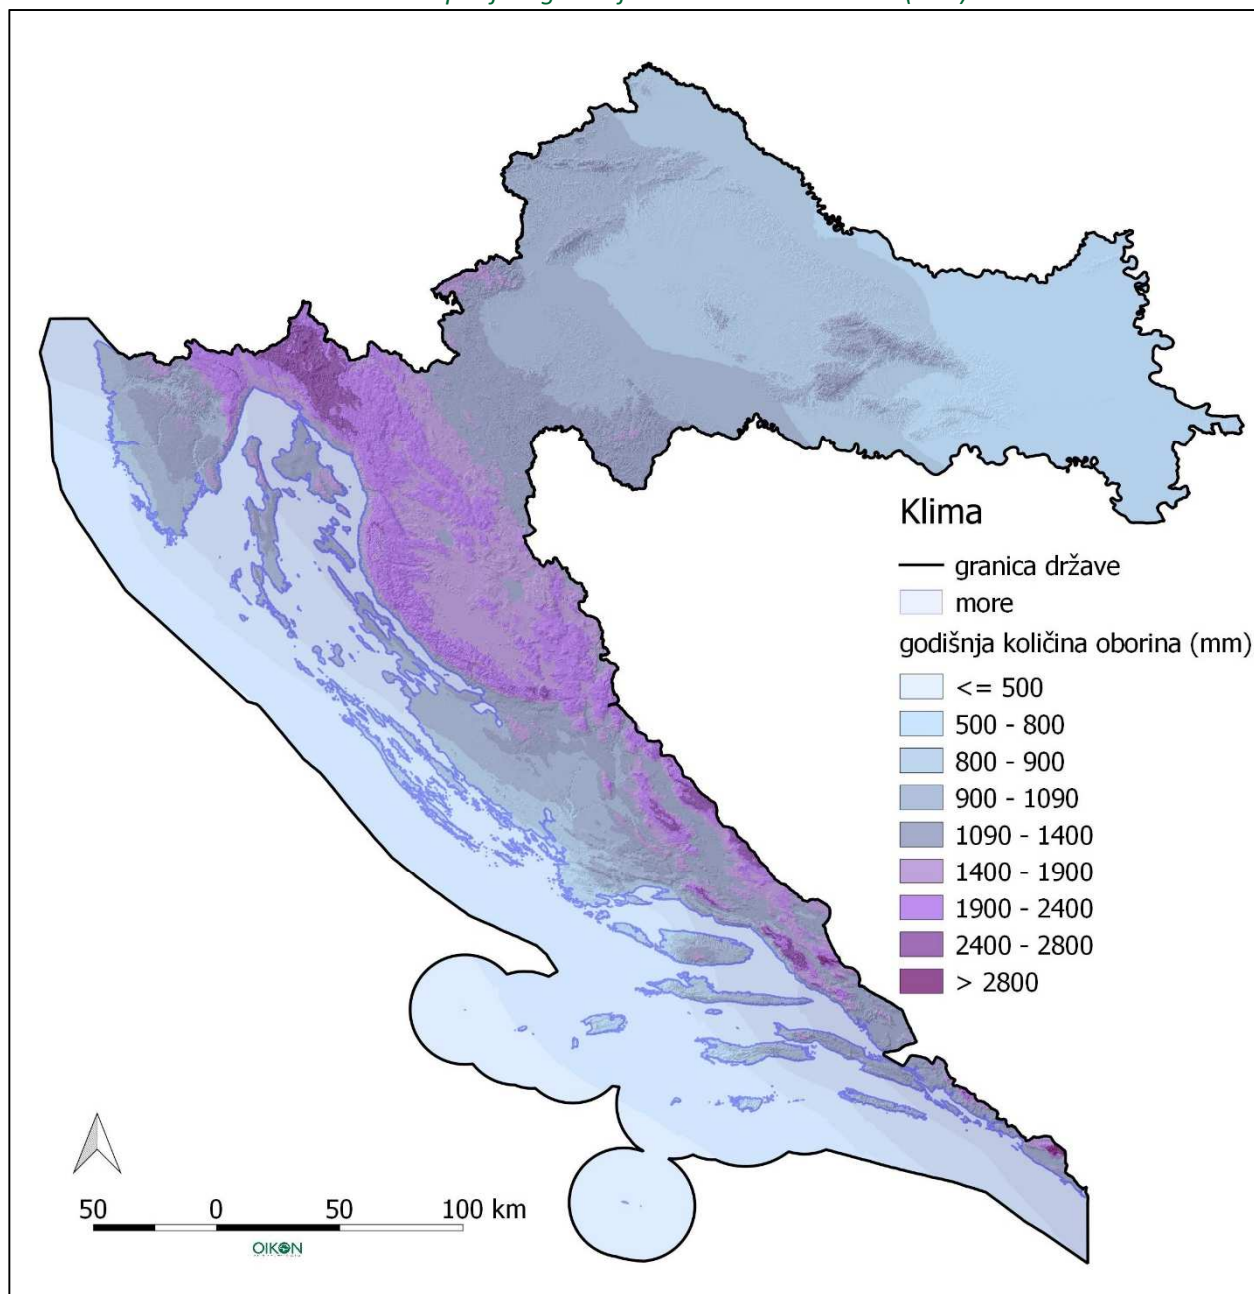 Klima
granica države
more
godišnja količina oborina (mm)
<= 500
500 - 800
800 - 900
900 - 1090
1090 - 1400
1400 - 1900
1900 - 2400
2400 - 2800
> 2800
50 0 50 100 km
OIKON